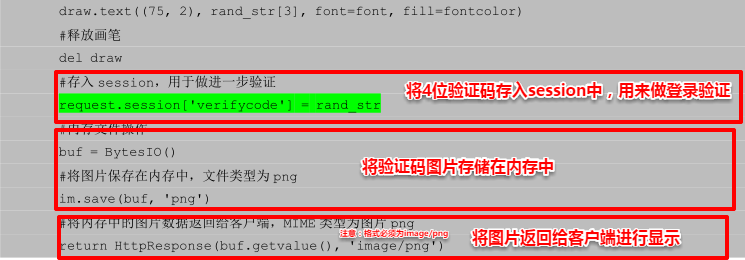 draw.text((75, 2), rand_str[3], font=font, fill=fontcolor)
#释放画笔
del draw
#存入 session，用于做进一步验证
将4位验证码存入session中，用来做登录验证
request.session['verifycode'] = rand_str
#内存文件操作
buf = BytesIO()
将验证码图片存储在内存中
#将图片保存在内存中，文件类型为 png
im.save(buf, 'png')
#将内存中的图片数据返回给客户端，MIME 类型为图片 png
注意：格式必须为image/png
将图片返回给客户端进行显示
return HttpResponse(buf.getvalue(), 'image/png')